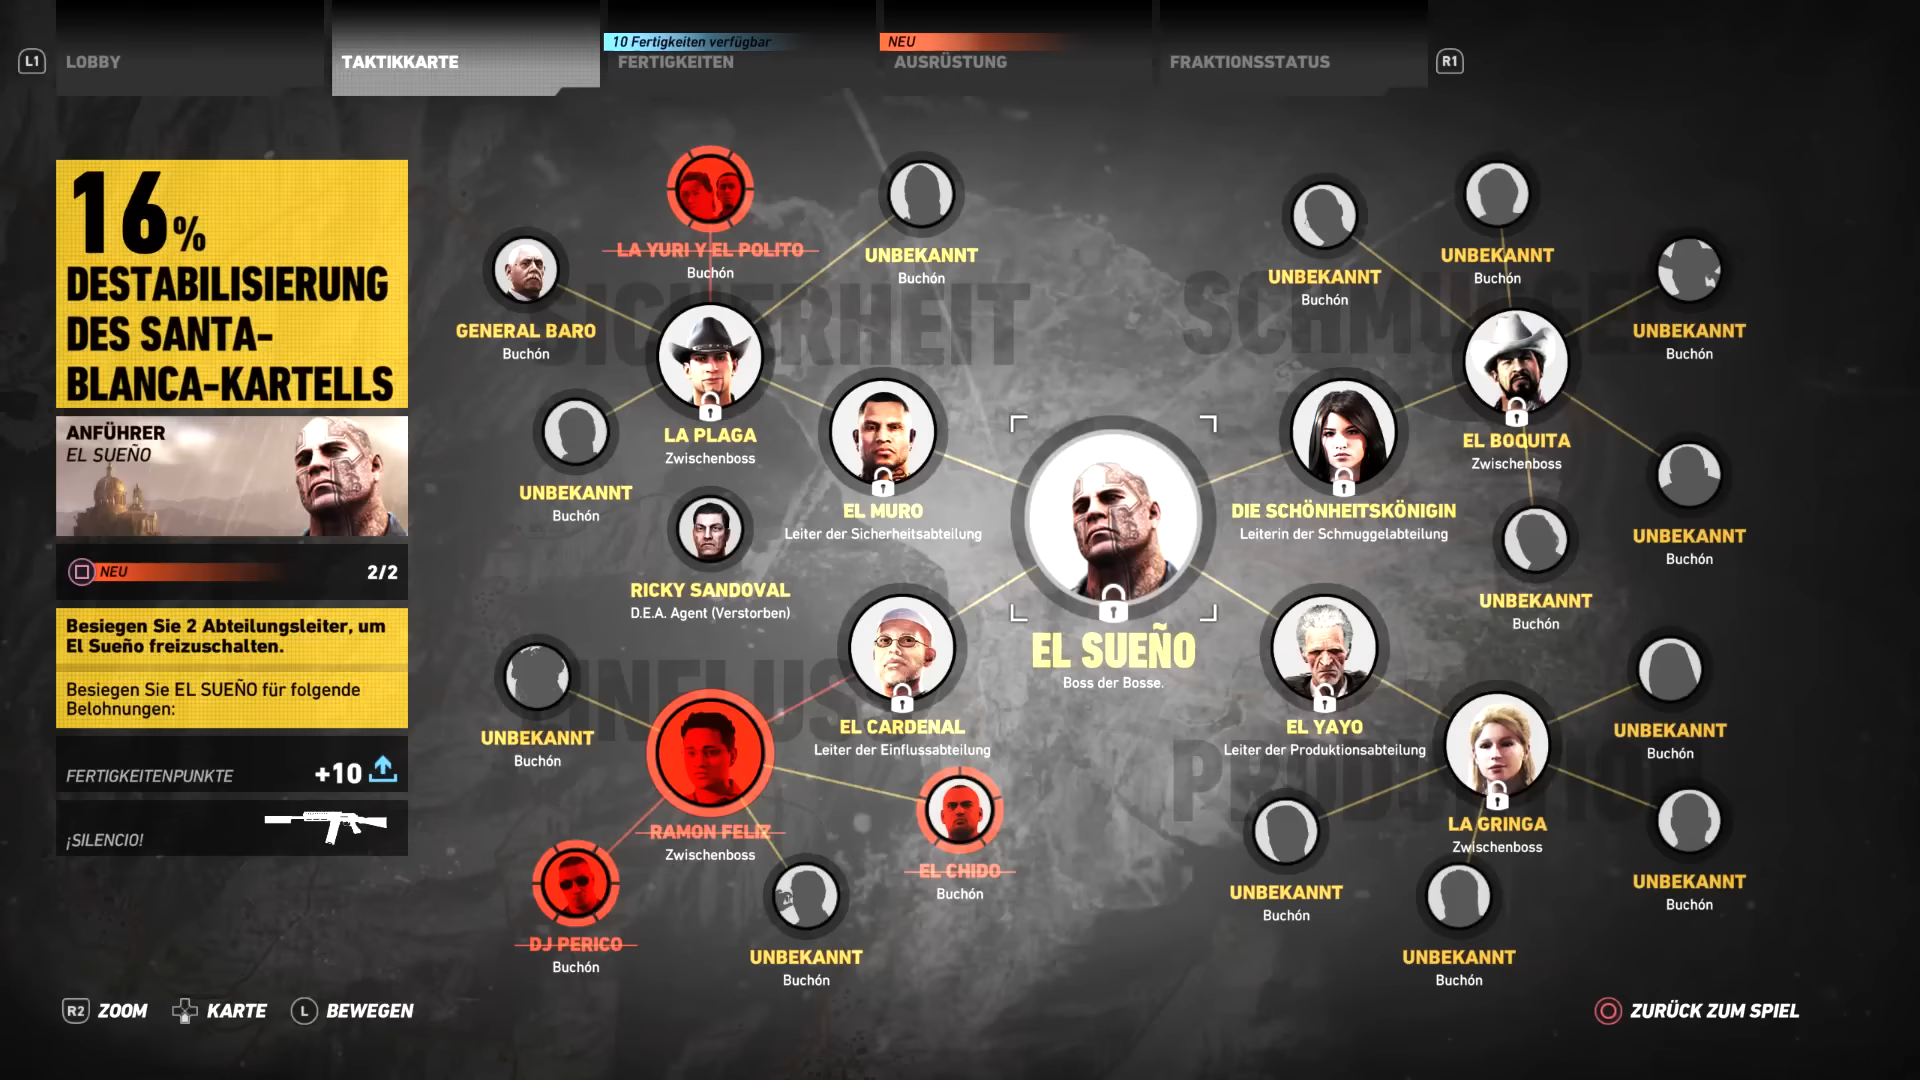 L1
LOBBY
TAKTIKKARTE
10 Fertigkeiten verfügbar
FERTIGKEITEN
NEU
AUSRÜSTUNG
FRAKTIONSSTATUS
R1
16%
DESTABILISIERUNG
DES SANTA-
BLANCA-KARTELLS
ANFÜHRER
EL SUEÑO
NEU
2/2
Besiegen Sie 2 Abteilungsleiter, um
El Sueño freizuschalten.
Besiegen Sie EL SUEÑO für folgende
Belohnungen:
FERTIGKEITENPUNKTE
+10
¡SILENCIO!
SICHERHEIT
LA YURI Y EL POLITO
Buchón
UNBEKANNT
Buchón
GENERAL BARO
Buchón
LA PLAGA
Zwischenboss
UNBEKANNT
Buchón
EL MURO
Leiter der Sicherheitsabteilung
RICKY SANDOVAL
D.E.A. Agent (Verstorben)
UNBEKANNT
Buchón
UNBEKANNT
Buchón
UNBEKANNT
Buchón
EL BOQUITA
Zwischenboss
DIE SCHÖNHEITSKÖNIGIN
Leiterin der Schmuggelabteilung
UNBEKANNT
Buchón
UNBEKANNT
Buchón
EL SUEÑO
Boss der Bosse.
EL CARDENAL
Leiter der Einflussabteilung
UNBEKANNT
Buchón
RAMON FELIZ
Zwischenboss
EL CHIDO
Buchón
DJ PERICO
Buchón
UNBEKANNT
Buchón
EL YAYO
Leiter der Produktionsabteilung
UNBEKANNT
Buchón
LA GRINGA
Zwischenboss
UNBEKANNT
Buchón
UNBEKANNT
Buchón
UNBEKANNT
Buchón
R2 ZOOM
KARTE
L BEWEGEN
ZURÜCK ZUM SPIEL